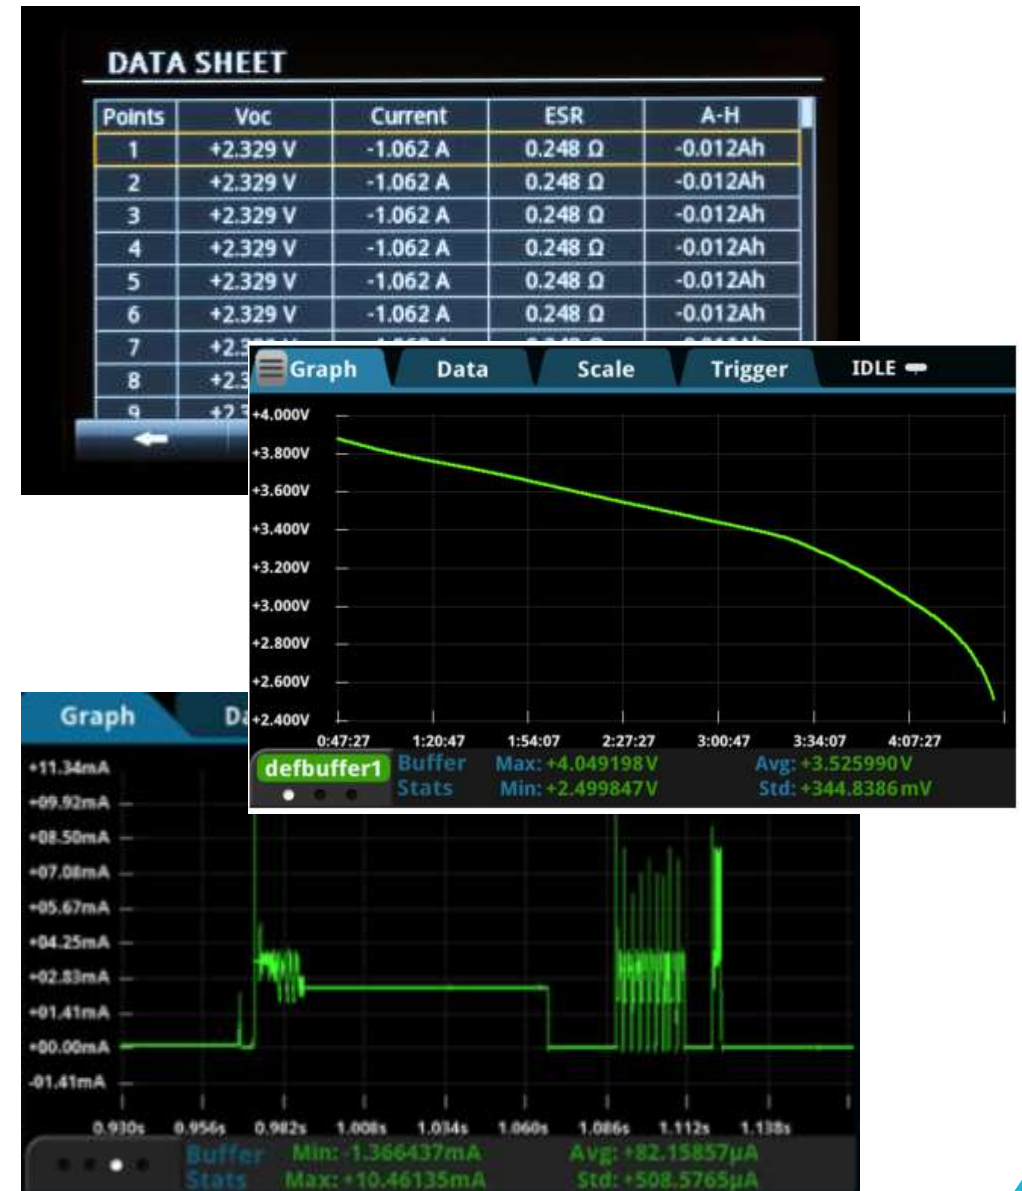 DATA SHEET
Points Voc Current ESR A-H
1 +2.329 V -1.062 A 0.248 Ω -0.012Ah
2 +2.329 V -1.062 A 0.248 Ω -0.012Ah
3 +2.329 V -1.062 A 0.248 Ω -0.012Ah
4 +2.329 V -1.062 A 0.248 Ω -0.012Ah
5 +2.329 V -1.062 A 0.248 Ω -0.012Ah
6 +2.329 V -1.062 A 0.248 Ω -0.012Ah
7
8
9
Graph Data Scale Trigger IDLE
+4.000V
+3.800V
+3.600V
+3.400V
+3.200V
+3.000V
+2.800V
+2.600V
+2.400V
0:47:27 1:20:47 1:54:07 2:27:27 3:00:47 3:34:07 4:07:27
defbuffer1 Buffer Max: +4.049198V Avg: +3.525990V
Stats Min: +2.499847V Std: +344.8386mV
Graph
+11.34mA
+09.92mA
+08.50mA
+07.08mA
+05.67mA
+04.25mA
+02.83mA
+01.41mA
+00.00mA
-01.41mA
0.930s 0.956s 0.982s 1.008s 1.034s 1.060s 1.086s 1.112s 1.138s
Buffer Min: -1.366437mA Avg: +82.15857µA
Stats Max: +10.46135mA Std: +508.5765µA